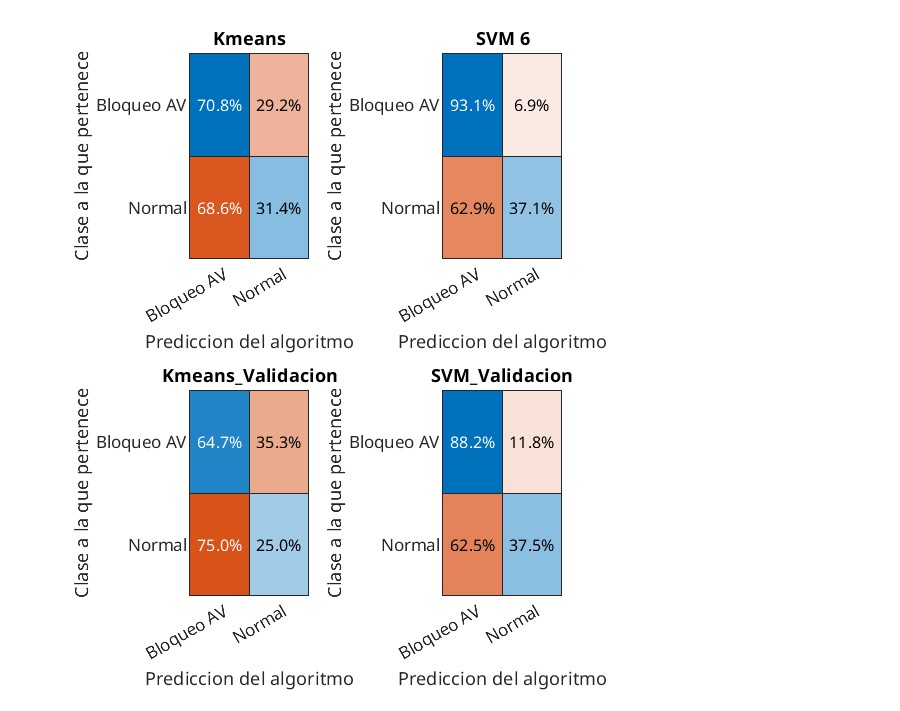 Kmeans
Clase a la que pertenece
Bloqueo AV
70.8%
29.2%
Normal
68.6%
31.4%
Bloqueo AV
Normal
Prediccion del algoritmo
SVM 6
Clase a la que pertenece
Bloqueo AV
93.1%
6.9%
Normal
62.9%
37.1%
Bloqueo AV
Normal
Prediccion del algoritmo
Kmeans_Validacion
Clase a la que pertenece
Bloqueo AV
64.7%
35.3%
Normal
75.0%
25.0%
Bloqueo AV
Normal
Prediccion del algoritmo
SVM_Validacion
Clase a la que pertenece
Bloqueo AV
88.2%
11.8%
Normal
62.5%
37.5%
Bloqueo AV
Normal
Prediccion del algoritmo